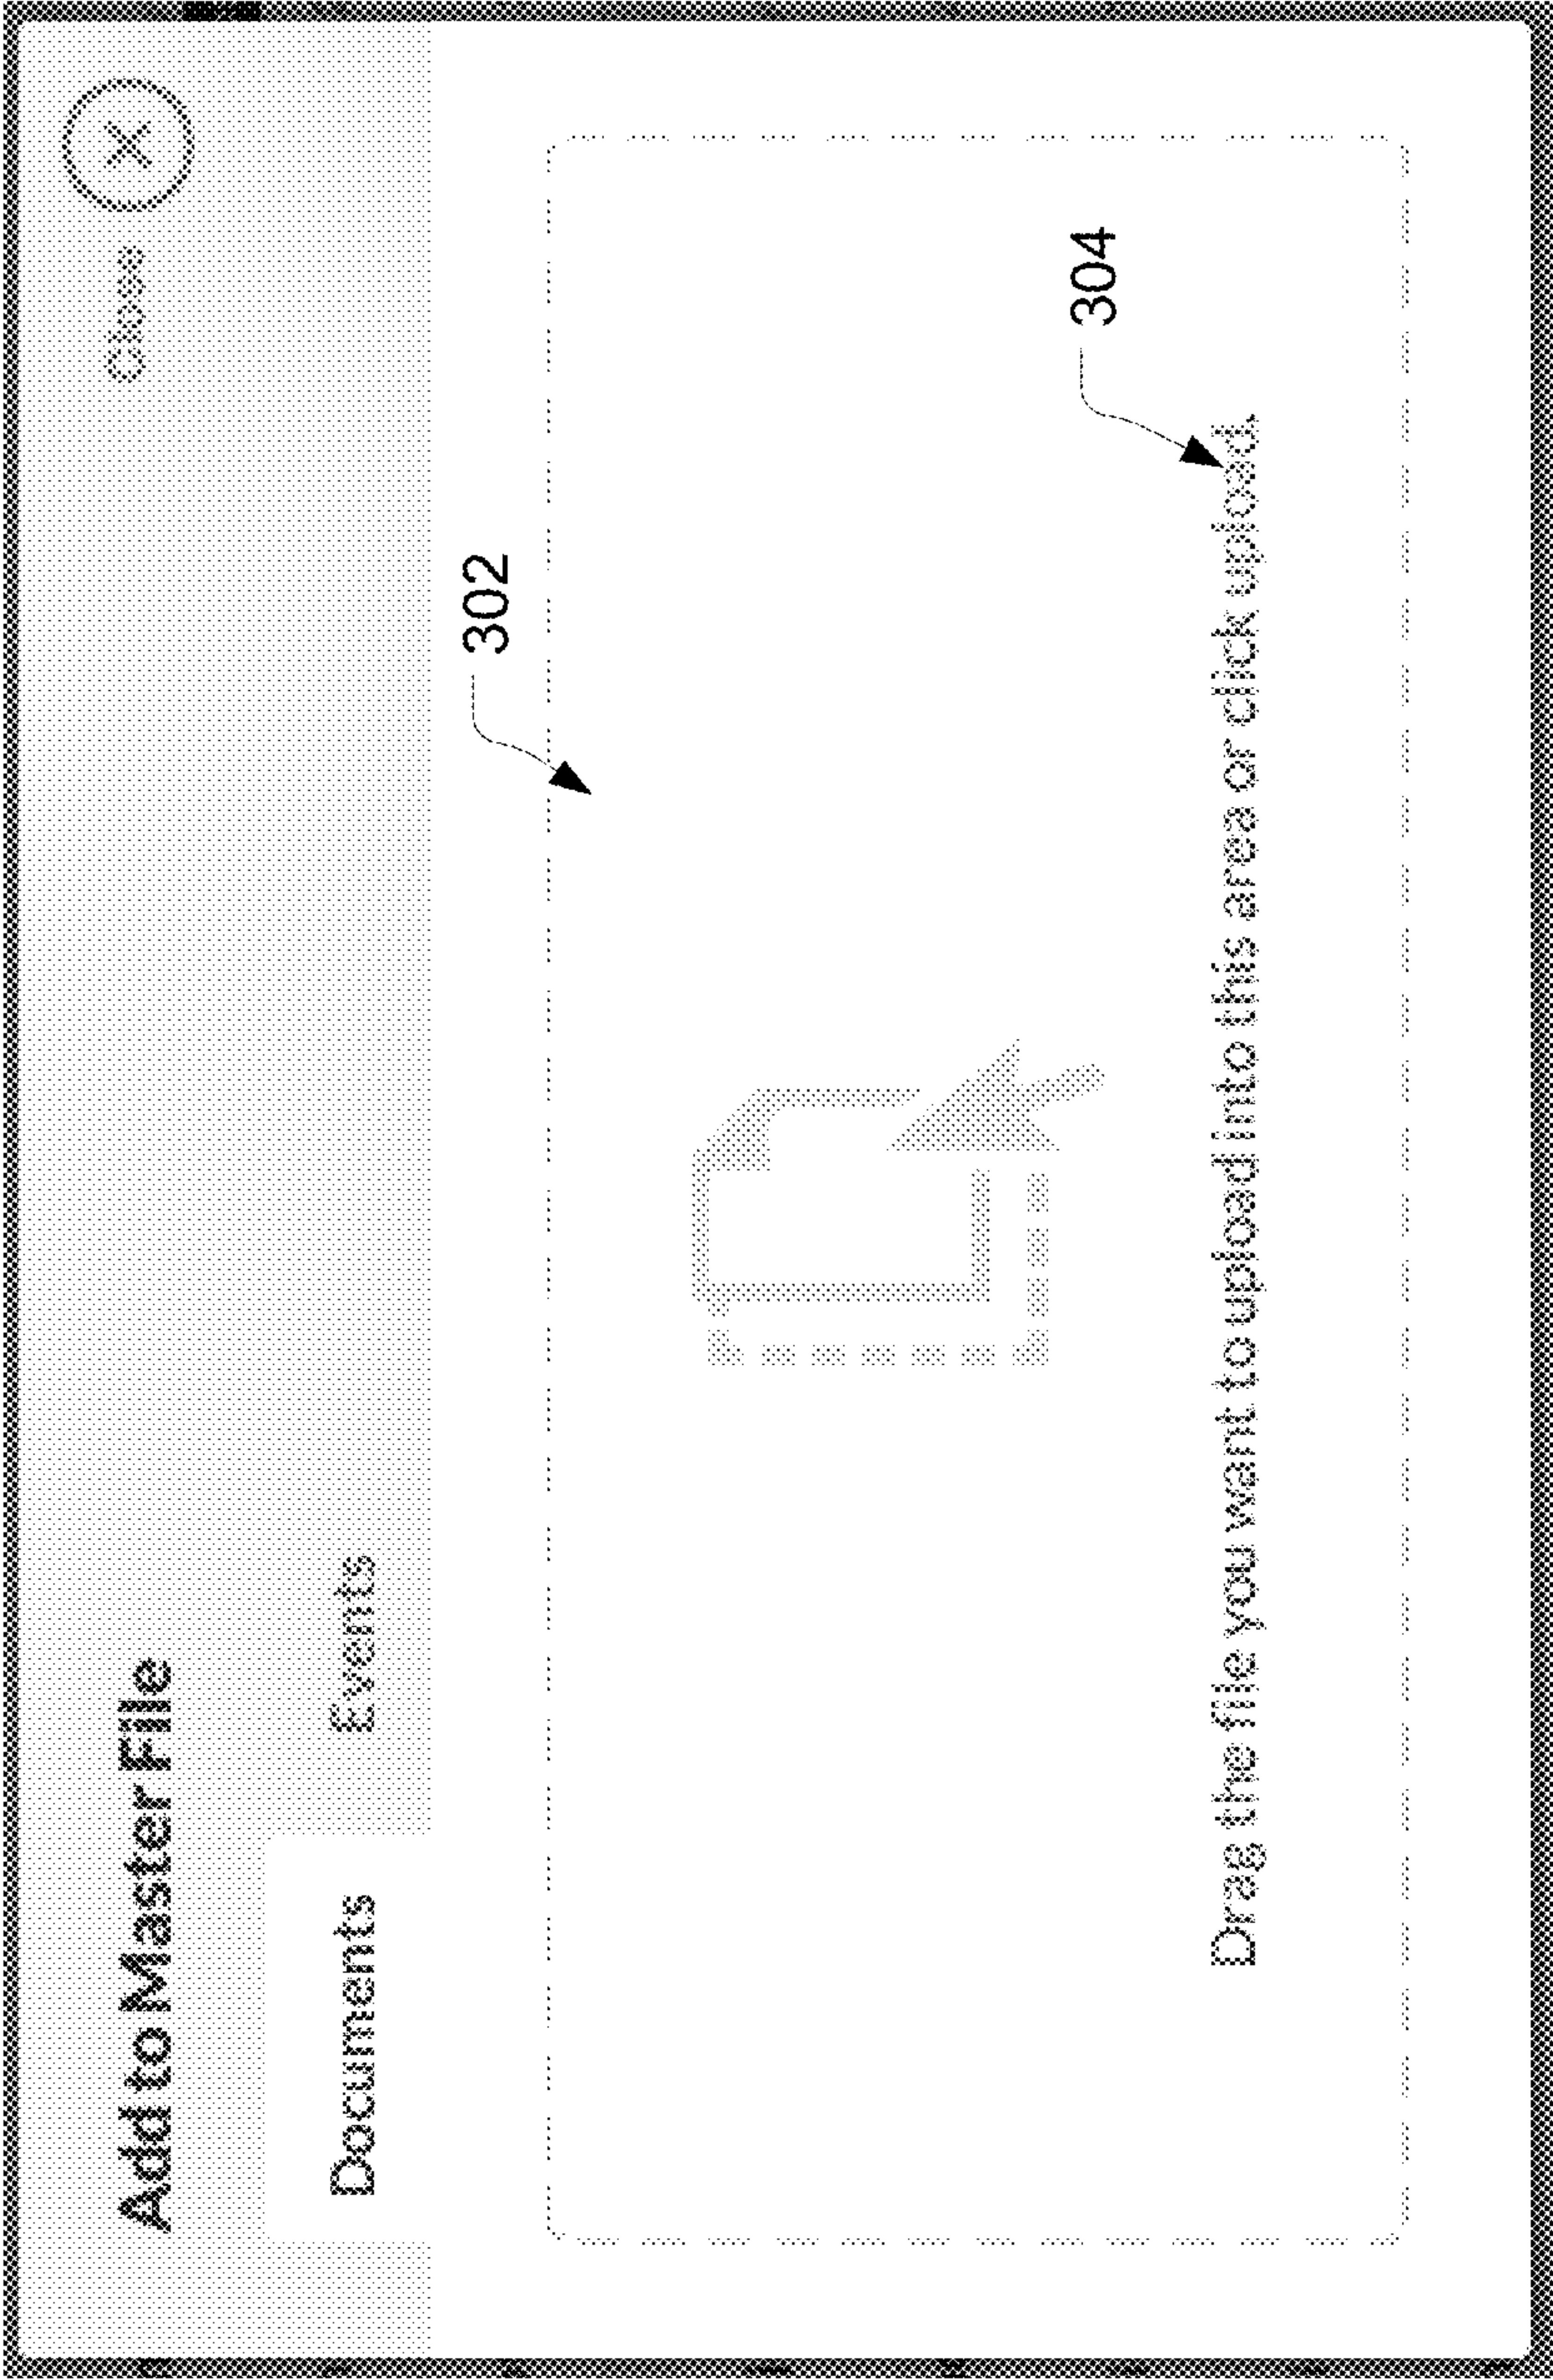 Add to Master File
Close
X
Documents
Events
302
304
Drag the file you want to upload into this area or click upload.